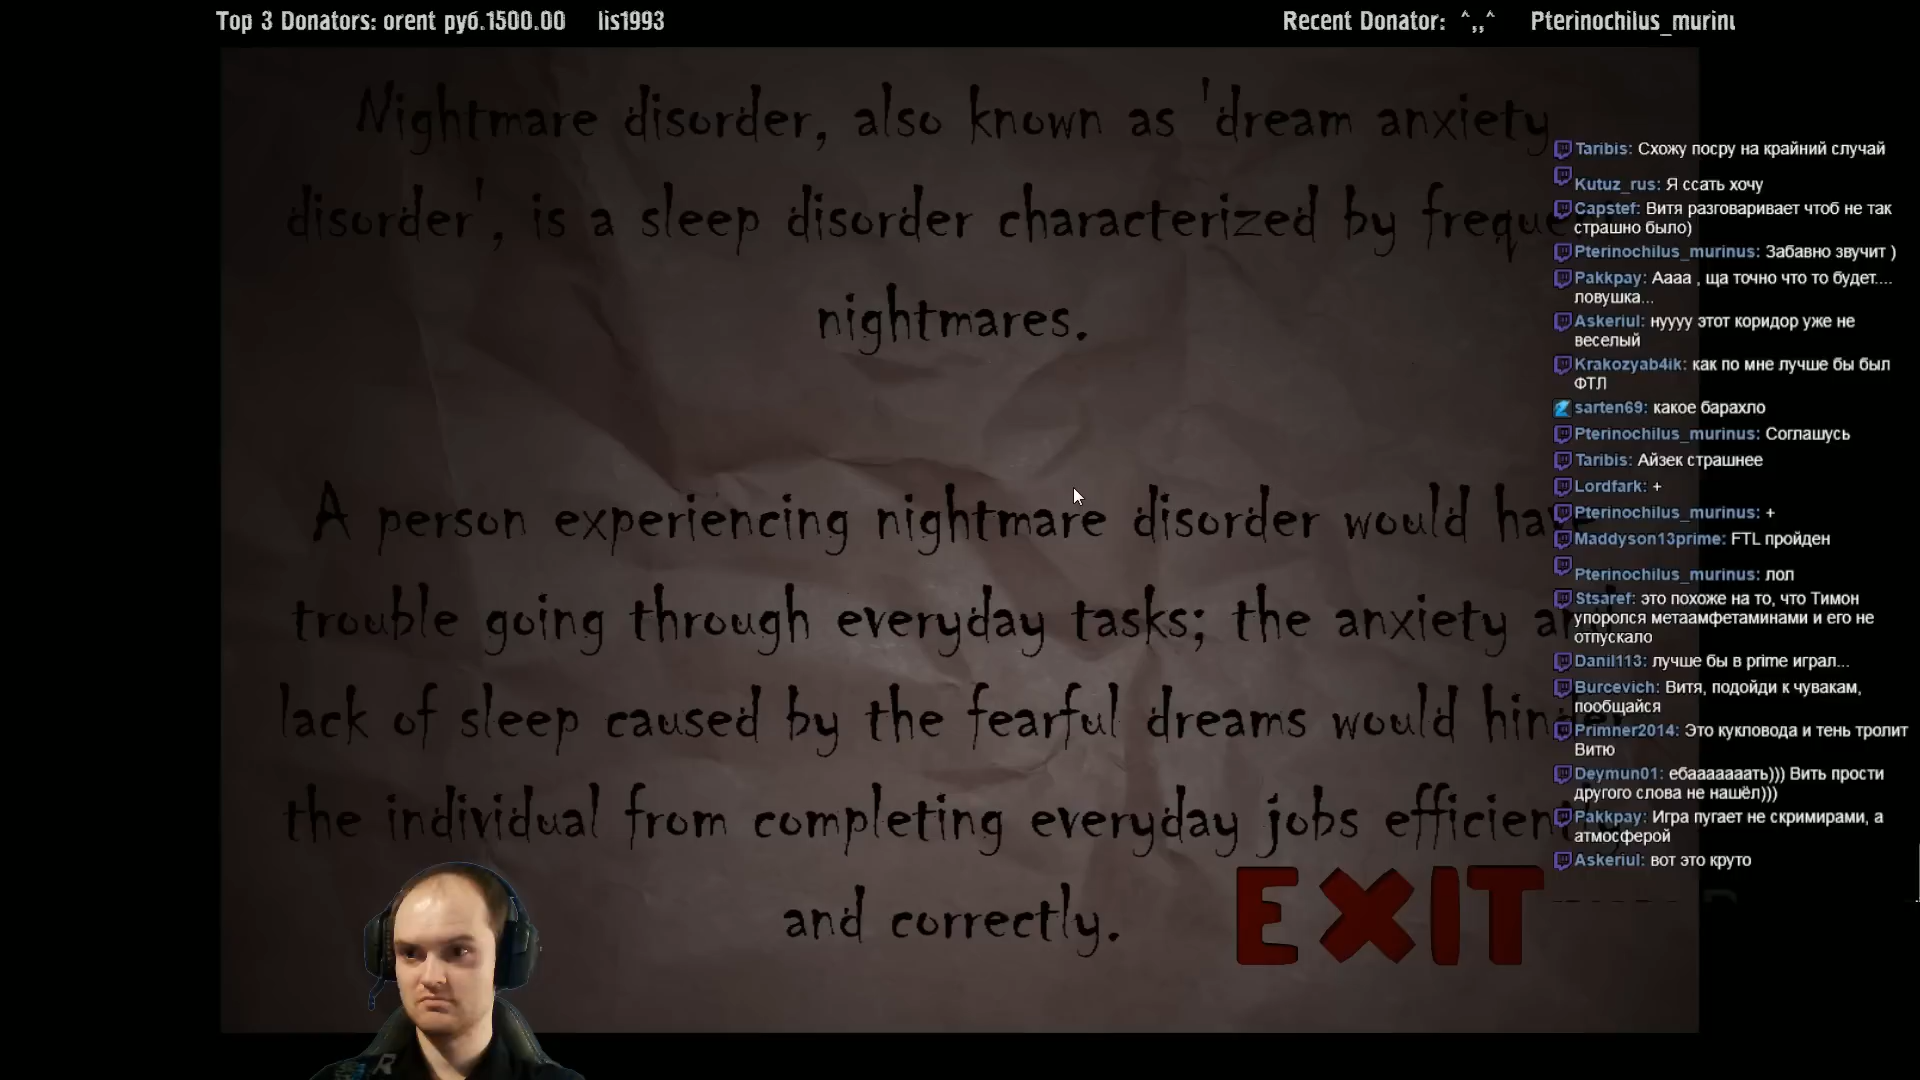 Top 3 Donators: orent руб.1500.00 lis1993
Recent Donator: ^,,^ Pterinochilus_murinu
Nightmare disorder, also known as 'dream anxiety
disorder', is a sleep disorder characterized by freque
nightmares.
A person experiencing nightmare disorder would have
trouble going through everyday tasks; the anxiety and
lack of sleep caused by the fearful dreams would hinder
the individual from completing everyday jobs efficiently
and correctly.
EXIT
Taribis: Схожу посру на крайний случай
Kutuz_rus: Я ссать хочу
Capstef: Витя разговаривает чтоб не так
страшно было)
Pterinochilus_murinus: Забавно звучит )
Pakkpay: Аааа , ща точно что то будет....
ловушка...
Askeriul: нуууу этот коридор уже не
веселый
Krakozyab4ik: как по мне лучше бы был
ФТЛ
sarten69: какое барахло
Pterinochilus_murinus: Соглашусь
Taribis: Айзек страшнее
Lordfark: +
Pterinochilus_murinus: +
Maddyson13prime: FTL пройден
Pterinochilus_murinus: лол
Stsaref: это похоже на то, что Тимон
упоролся метаамфетаминами и его не
отпускало
Danil113: лучше бы в prime играл...
Burcevich: Витя, подойди к чувакам,
пообщайся
Primner2014: Это кукловода и тень тролит
Витю
Deymun01: ебаааааааать))) Вить прости
другого слова не нашёл)))
Pakkpay: Игра пугает не скримирами, а
атмосферой
Askeriul: вот это круто